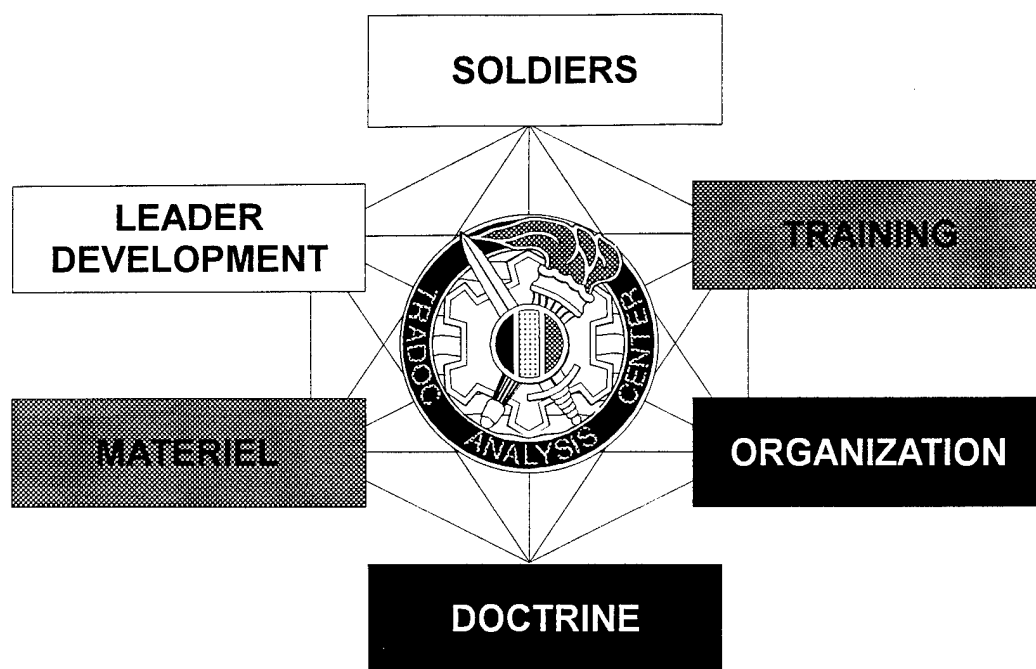 SOLDIERS
LEADER
DEVELOPMENT
TRAINING
TRADOC
ANALYSIS
CENTER
MATERIEL
ORGANIZATION
DOCTRINE